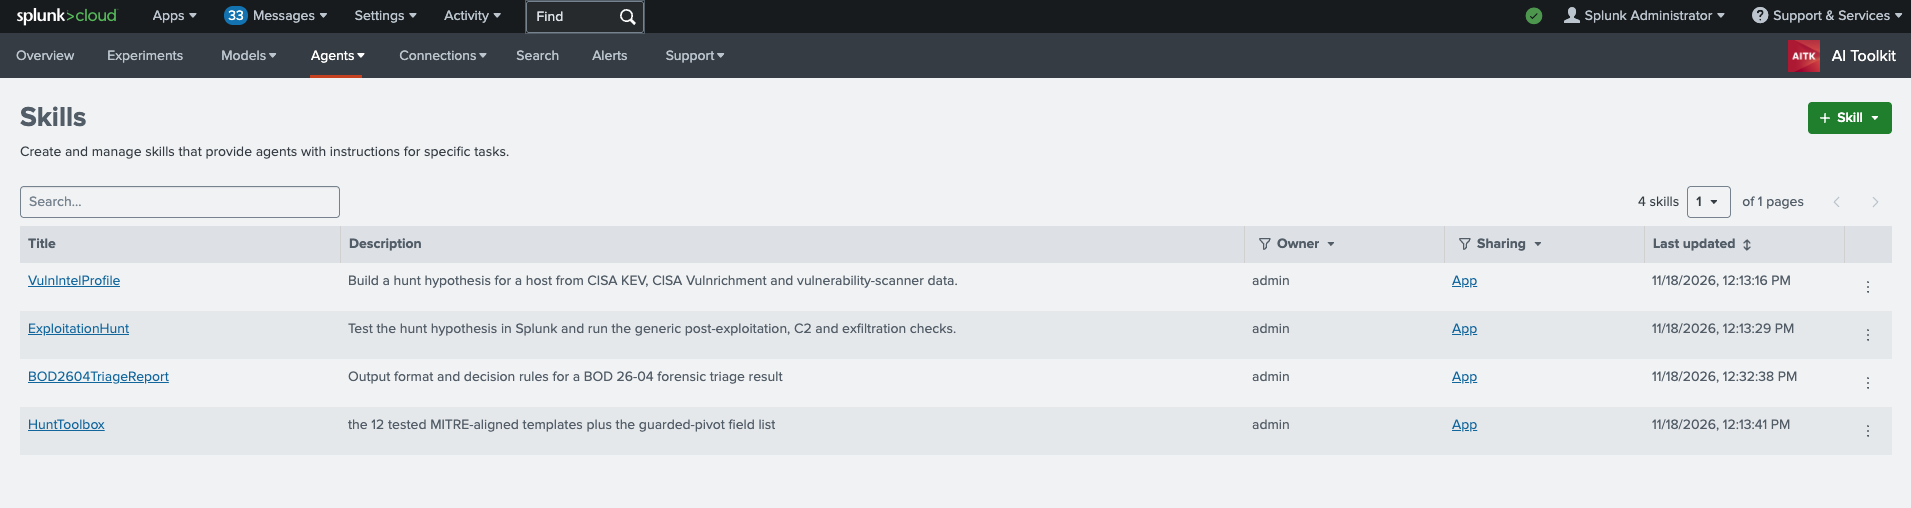 splunk>cloud Apps 33 Messages Settings Activity Find Splunk Administrator Support & Services
Overview Experiments Models Agents Connections Search Alerts Support AITK AI Toolkit
Skills
+ Skill
Create and manage skills that provide agents with instructions for specific tasks.
Search... 4 skills 1 of 1 pages
Title Description Owner Sharing Last updated
VulnIntelProfile Build a hunt hypothesis for a host from CISA KEV, CISA Vulnrichment and vulnerability-scanner data. admin App 11/18/2026, 12:13:16 PM
ExploitationHunt Test the hunt hypothesis in Splunk and run the generic post-exploitation, C2 and exfiltration checks. admin App 11/18/2026, 12:13:29 PM
BOD2604TriageReport Output format and decision rules for a BOD 26-04 forensic triage result admin App 11/18/2026, 12:32:38 PM
HuntToolbox the 12 tested MITRE-aligned templates plus the guarded-pivot field list admin App 11/18/2026, 12:13:41 PM